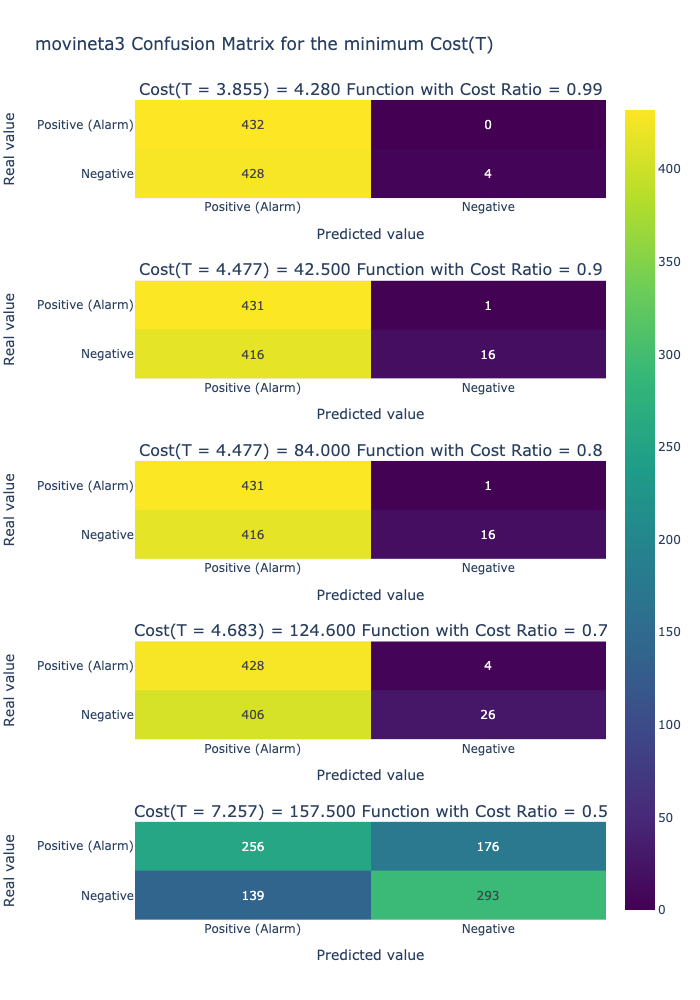 movineta3 Confusion Matrix for the minimum Cost(T)
Cost(T = 3.855) = 4.280 Function with Cost Ratio = 0.99
Real value
Positive (Alarm) 432 0
Negative 428 4
Positive (Alarm) Negative
Predicted value
Cost(T = 4.477) = 42.500 Function with Cost Ratio = 0.9
Real value
Positive (Alarm) 431 1
Negative 416 16
Positive (Alarm) Negative
Predicted value
Cost(T = 4.477) = 84.000 Function with Cost Ratio = 0.8
Real value
Positive (Alarm) 431 1
Negative 416 16
Positive (Alarm) Negative
Predicted value
Cost(T = 4.683) = 124.600 Function with Cost Ratio = 0.7
Real value
Positive (Alarm) 428 4
Negative 406 26
Positive (Alarm) Negative
Predicted value
Cost(T = 7.257) = 157.500 Function with Cost Ratio = 0.5
Real value
Positive (Alarm) 256 176
Negative 139 293
Positive (Alarm) Negative
Predicted value
400
350
300
250
200
150
100
50
0